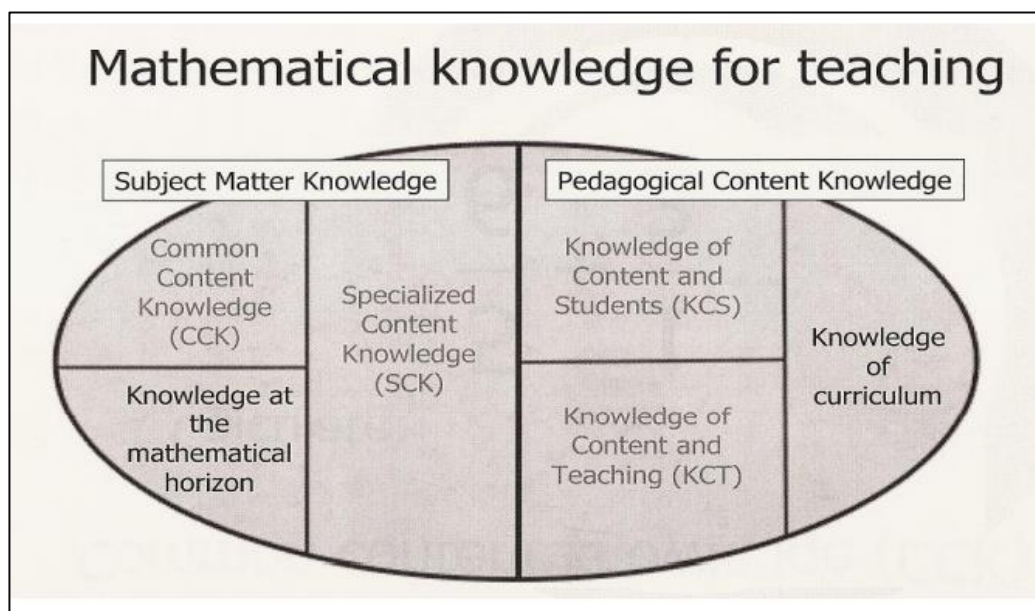 Mathematical knowledge for teaching
Subject Matter Knowledge
Pedagogical Content Knowledge
Common
Content
Knowledge
(CCK)
Knowledge at
the
mathematical
horizon
Specialized
Content
Knowledge
(SCK)
Knowledge of
Content and
Students (KCS)
Knowledge of
Content and
Teaching (KCT)
Knowledge
of
curriculum